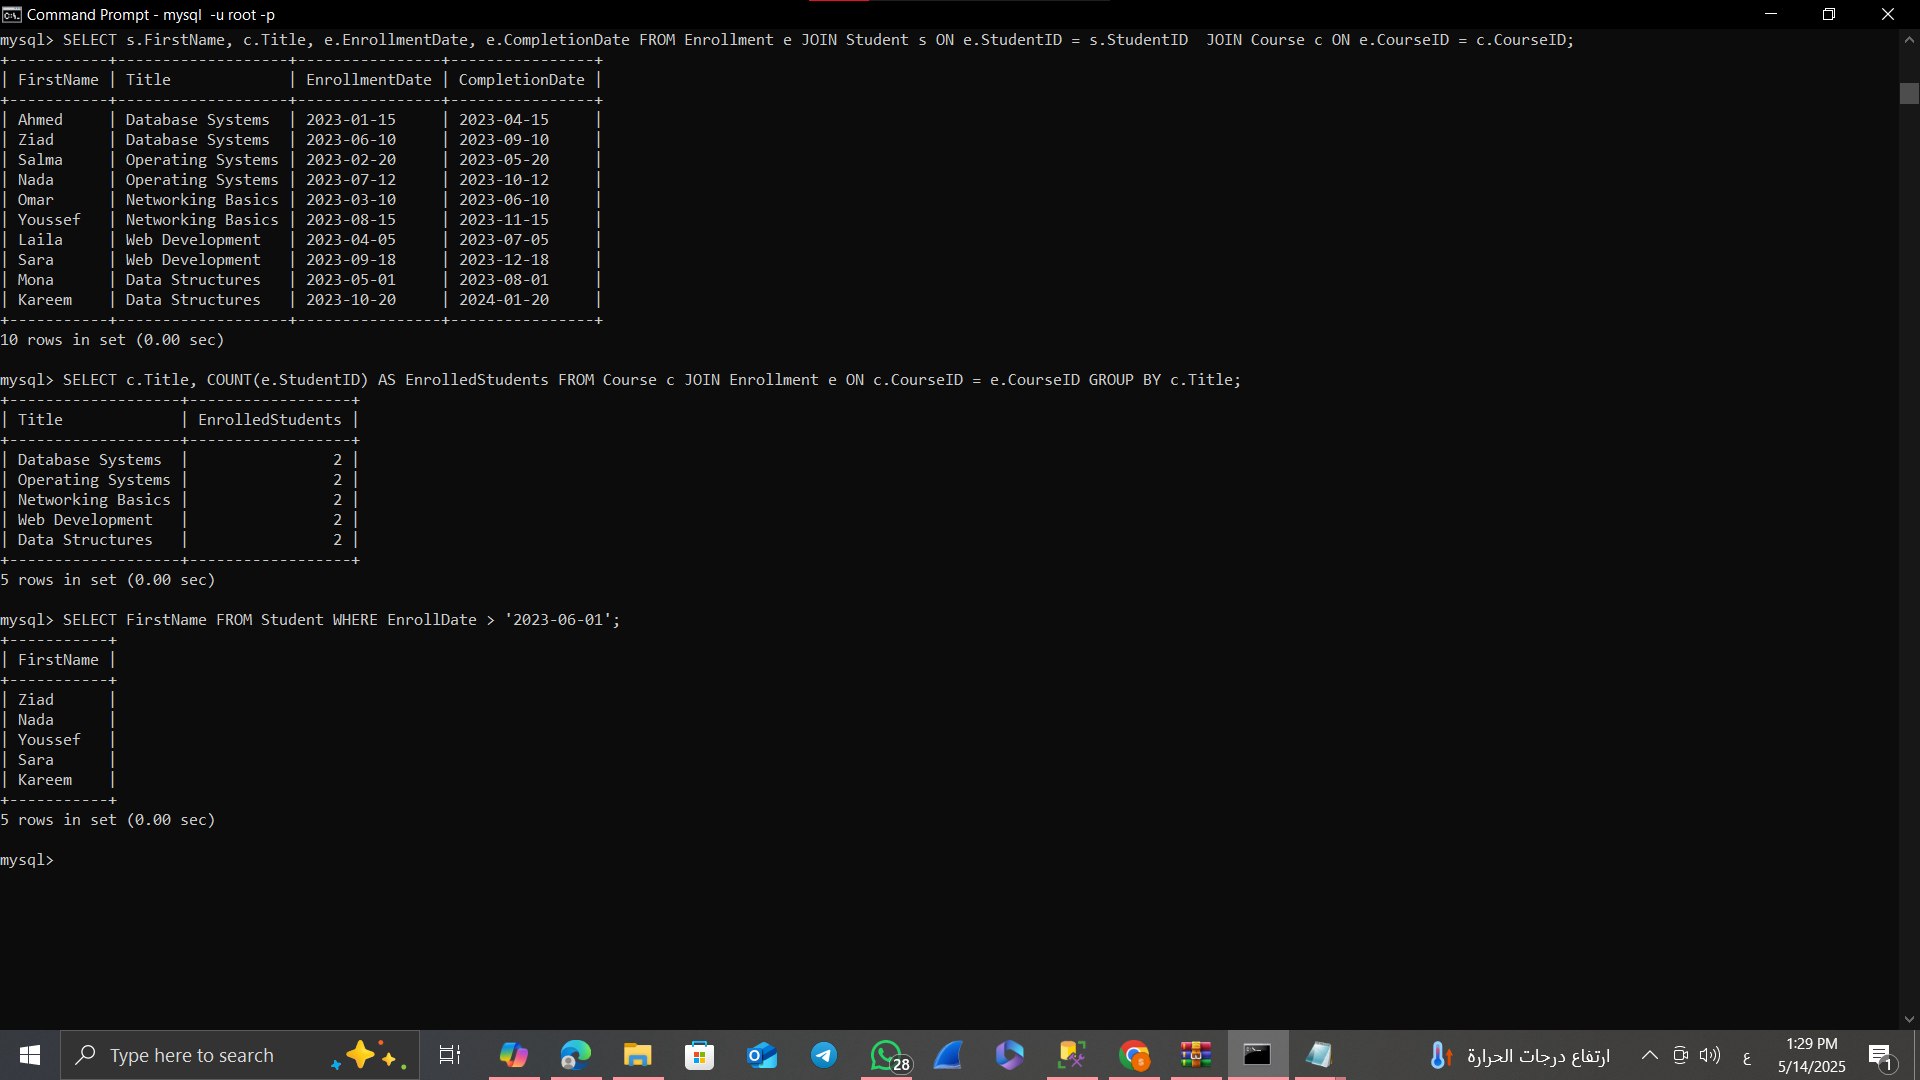 Command Prompt - mysql  -u root -p
mysql> SELECT s.FirstName, c.Title, e.EnrollmentDate, e.CompletionDate FROM Enrollment e JOIN Student s ON e.StudentID = s.StudentID  JOIN Course c ON e.CourseID = c.CourseID;
+-----------+-------------------+----------------+----------------+
| FirstName | Title             | EnrollmentDate | CompletionDate |
+-----------+-------------------+----------------+----------------+
| Ahmed     | Database Systems  | 2023-01-15     | 2023-04-15     |
| Ziad      | Database Systems  | 2023-06-10     | 2023-09-10     |
| Salma     | Operating Systems | 2023-02-20     | 2023-05-20     |
| Nada      | Operating Systems | 2023-07-12     | 2023-10-12     |
| Omar      | Networking Basics | 2023-03-10     | 2023-06-10     |
| Youssef   | Networking Basics | 2023-08-15     | 2023-11-15     |
| Laila     | Web Development   | 2023-04-05     | 2023-07-05     |
| Sara      | Web Development   | 2023-09-18     | 2023-12-18     |
| Mona      | Data Structures   | 2023-05-01     | 2023-08-01     |
| Kareem    | Data Structures   | 2023-10-20     | 2024-01-20     |
+-----------+-------------------+----------------+----------------+
10 rows in set (0.00 sec)
mysql> SELECT c.Title, COUNT(e.StudentID) AS EnrolledStudents FROM Course c JOIN Enrollment e ON c.CourseID = e.CourseID GROUP BY c.Title;
+-------------------+------------------+
| Title             | EnrolledStudents |
+-------------------+------------------+
| Database Systems  |                2 |
| Operating Systems |                2 |
| Networking Basics |                2 |
| Web Development   |                2 |
| Data Structures   |                2 |
+-------------------+------------------+
5 rows in set (0.00 sec)
mysql> SELECT FirstName FROM Student WHERE EnrollDate > '2023-06-01';
+-----------+
| FirstName |
+-----------+
| Ziad      |
| Nada      |
| Youssef   |
| Sara      |
| Kareem    |
+-----------+
5 rows in set (0.00 sec)
mysql>
Type here to search
28
ارتفاع درجات الحرارة
ع
1:29 PM
5/14/2025
1